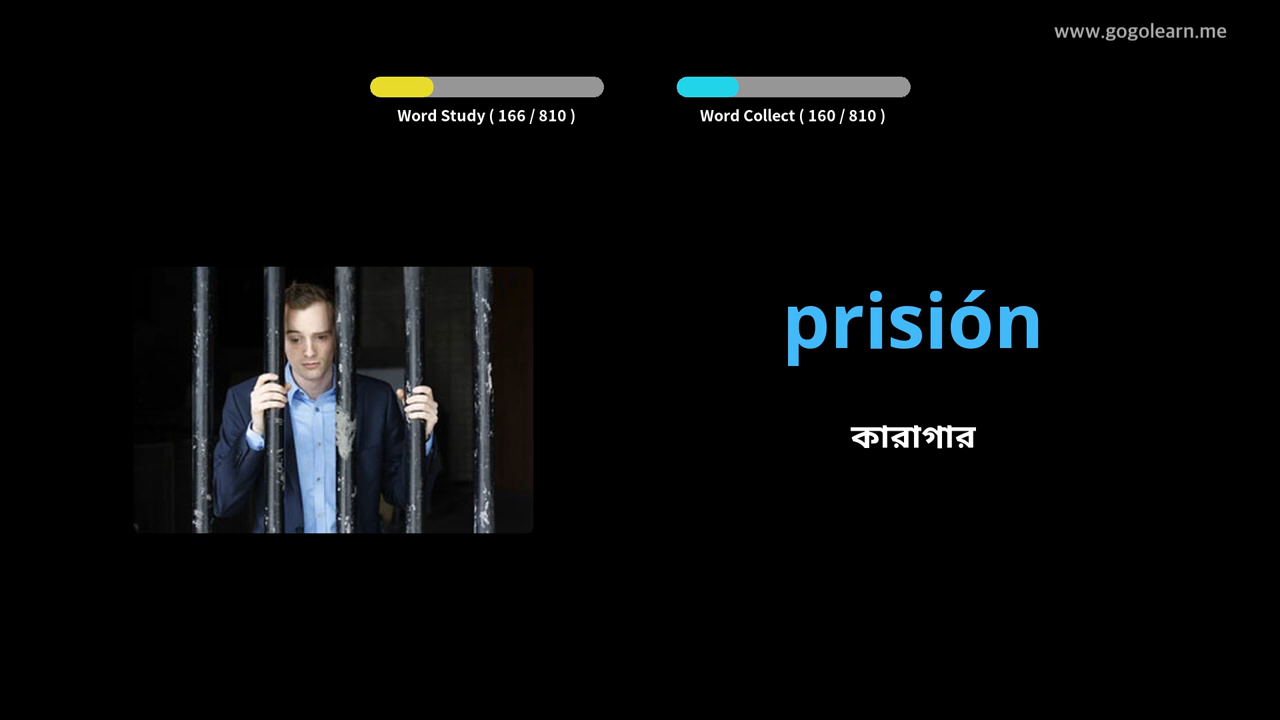 www.gogolearn.me
Word Study ( 166 / 810 )
Word Collect ( 160 / 810 )
prisión
কারাগার